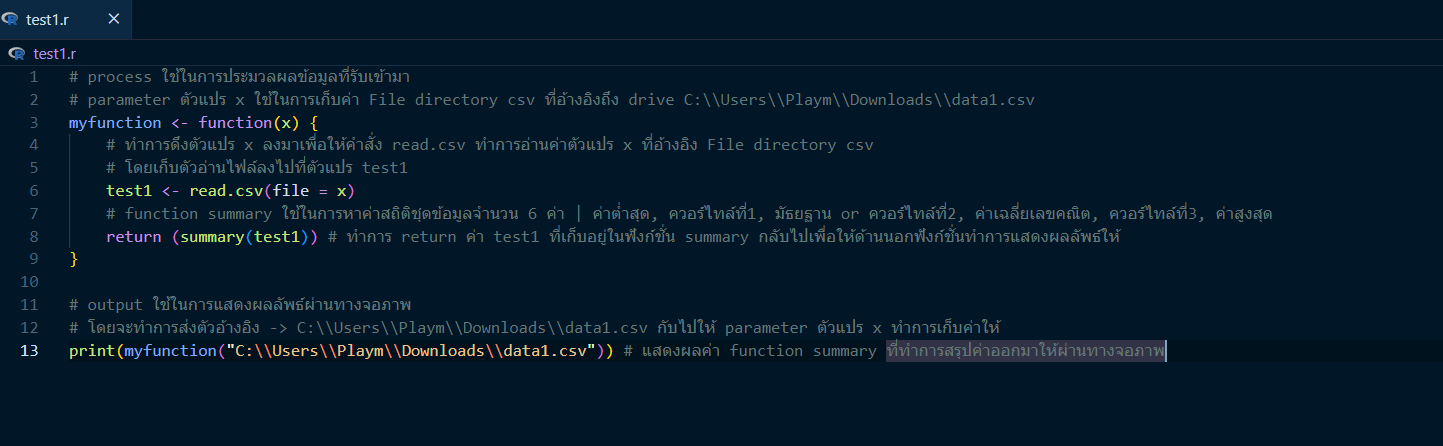 test1.r
test1.r
1 # process ใช้ในการประมวลผลข้อมูลที่รับเข้ามา
2 # parameter ตัวแปร x ใช้ในการเก็บค่า File directory csv ที่อ้างอิงถึง drive C:\\Users\\Playm\\Downloads\\data1.csv
3 myfunction <- function(x) {
4 # ทำการดึงตัวแปร x ลงมาเพื่อให้คำสั่ง read.csv ทำการอ่านค่าตัวแปร x ที่อ้างอิง File directory csv
5 # โดยเก็บตัวอ่านไฟล์ลงไปที่ตัวแปร test1
6 test1 <- read.csv(file = x)
7 # function summary ใช้ในการหาค่าสถิติชุดข้อมูลจำนวน 6 ค่า | ค่าต่ำสุด, ควอร์ไทล์ที่1, มัธยฐาน or ควอร์ไทล์ที่2, ค่าเฉลี่ยเลขคณิต, ควอร์ไทล์ที่3, ค่าสูงสุด
8 return (summary(test1)) # ทำการ return ค่า test1 ที่เก็บอยู่ในฟังก์ชั่น summary กลับไปเพื่อให้ด้านนอกฟังก์ชั่นทำการแสดงผลลัพธ์ให้
9 }
10
11 # output ใช้ในการแสดงผลลัพธ์ผ่านทางจอภาพ
12 # โดยจะทำการส่งตัวอ้างอิง -> C:\\Users\\Playm\\Downloads\\data1.csv กับไปให้ parameter ตัวแปร x ทำการเก็บค่าให้
13 print(myfunction("C:\\Users\\Playm\\Downloads\\data1.csv")) # แสดงผลค่า function summary ที่ทำการสรุปค่าออกมาให้ผ่านทางจอภาพ